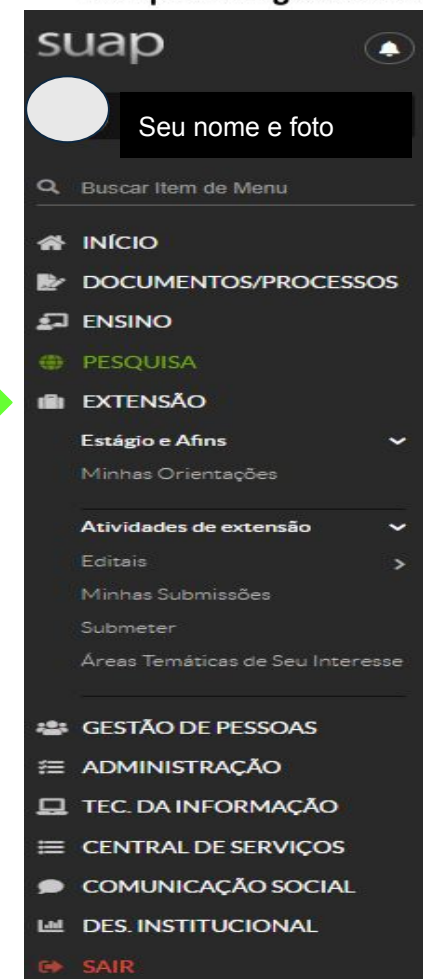 suap
Seu nome e foto
Buscar Item de Menu
INÍCIO
DOCUMENTOS/PROCESSOS
ENSINO
PESQUISA
EXTENSÃO
Estágio e Afins
Minhas Orientações
Atividades de extensão
Editais
Minhas Submissões
Submeter
Áreas Temáticas de Seu Interesse
GESTÃO DE PESSOAS
ADMINISTRAÇÃO
TEC. DA INFORMAÇÃO
CENTRAL DE SERVIÇOS
COMUNICAÇÃO SOCIAL
DES. INSTITUCIONAL
SAIR